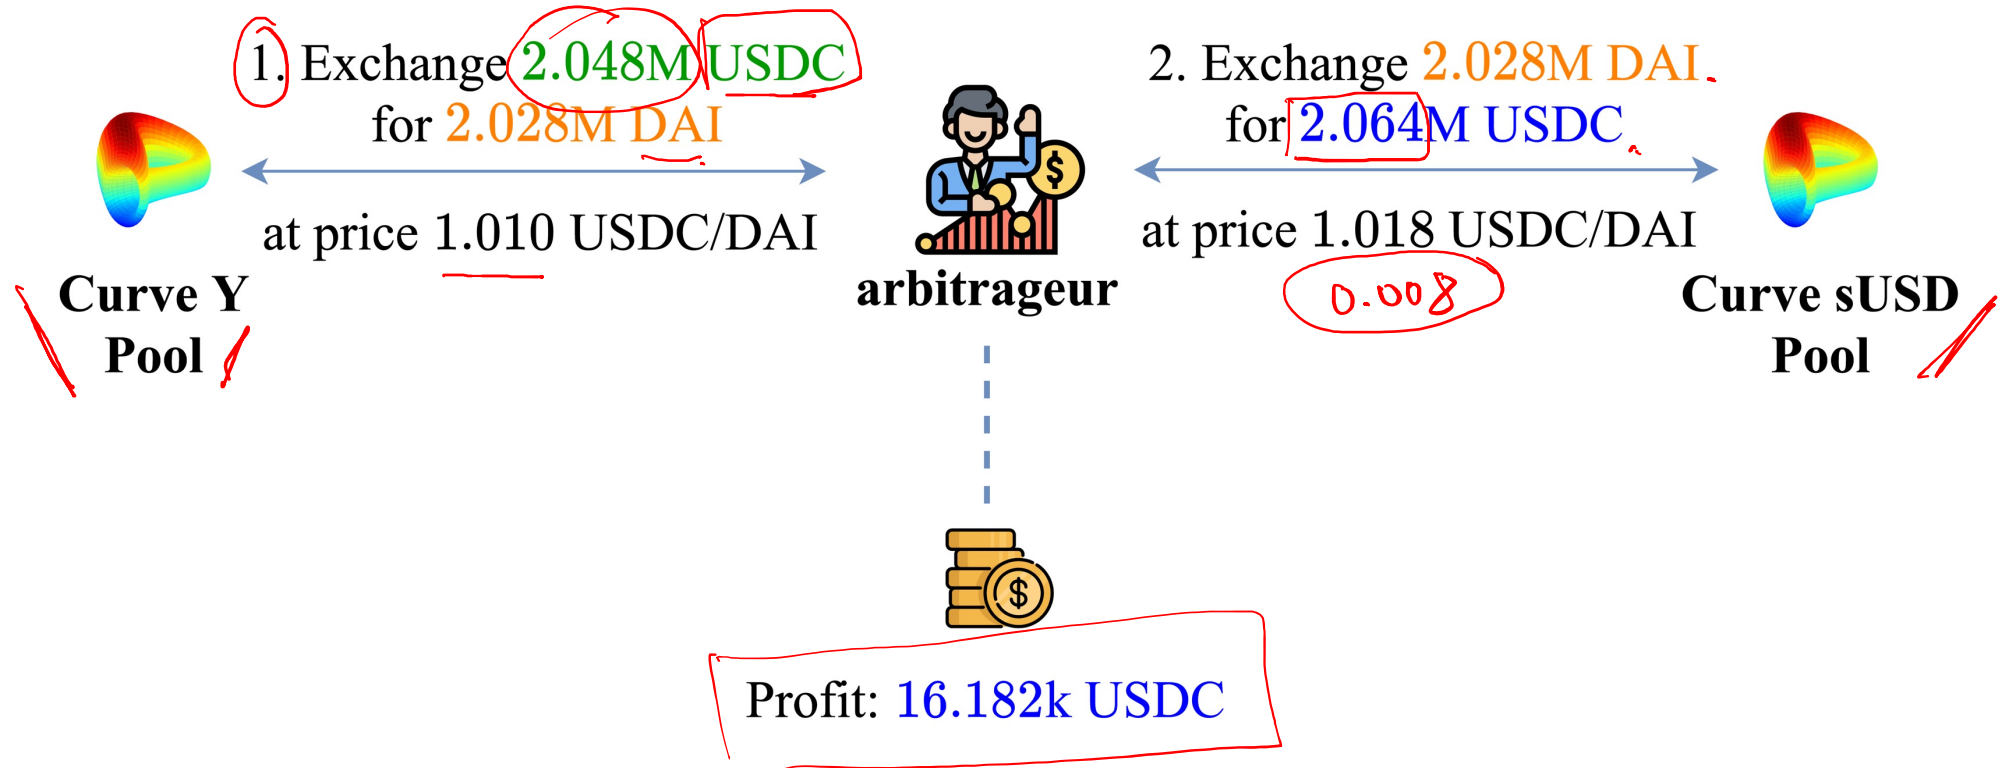 1. Exchange 2.048M USDC
for 2.028M DAI
at price 1.010 USDC/DAI
Curve Y
Pool
arbitrageur
2. Exchange 2.028M DAI
for 2.064M USDC
at price 1.018 USDC/DAI
0.008
Curve sUSD
Pool
$
$
Profit: 16.182k USDC